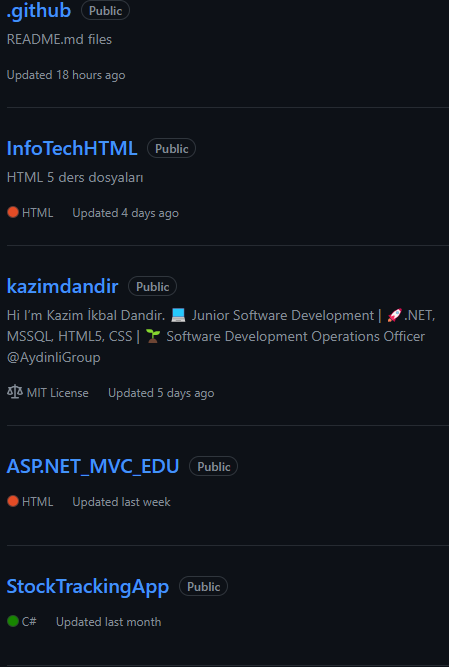 .github Public
README.md files
Updated 18 hours ago
InfoTechHTML Public
HTML 5 ders dosyaları
HTML Updated 4 days ago
kazimdandir Public
Hi I'm Kazim İkbal Dandir. 💻 Junior Software Development | 🚀.NET,
MSSQL, HTML5, CSS | 🌱 Software Development Operations Officer
@AydinliGroup
MIT License Updated 5 days ago
ASP.NET_MVC_EDU Public
HTML Updated last week
StockTrackingApp Public
C# Updated last month